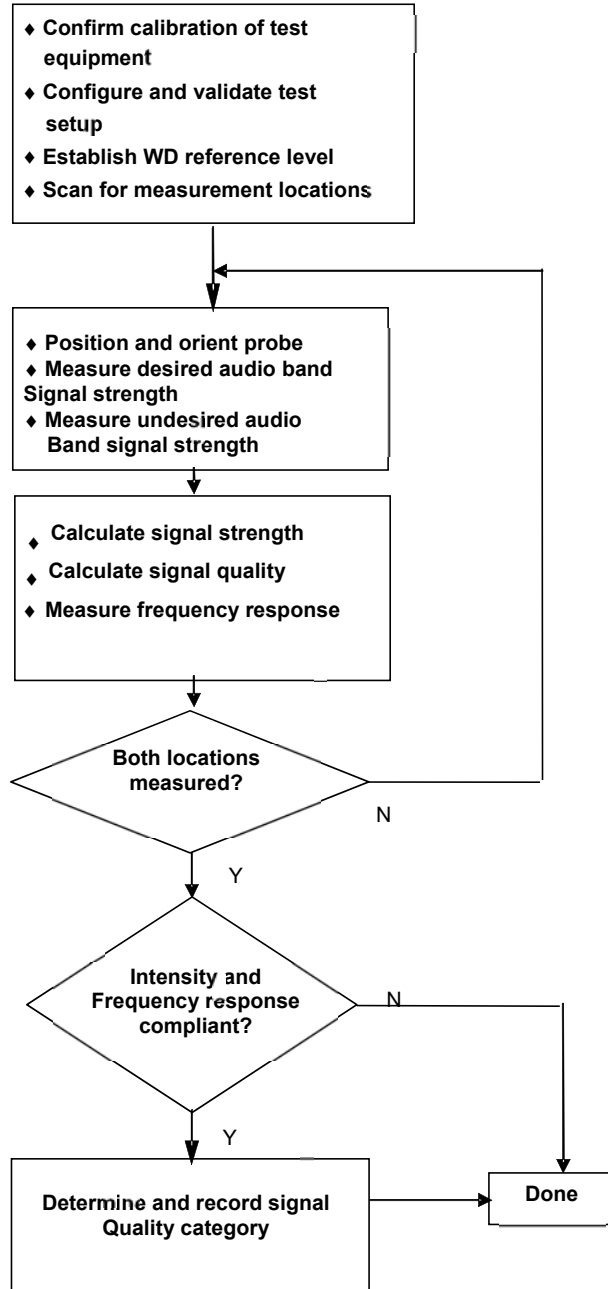 ♦ Confirm calibration of test
equipment
♦ Configure and validate test
setup
♦ Establish WD reference level
♦ Scan for measurement locations
♦ Position and orient probe
♦ Measure desired audio band
Signal strength
♦ Measure undesired audio
Band signal strength
♦ Calculate signal strength
♦ Calculate signal quality
♦ Measure frequency response
Both locations
measured?
N
Y
Intensity and
Frequency response
compliant?
N
Y
Determine and record signal
Quality category
Done